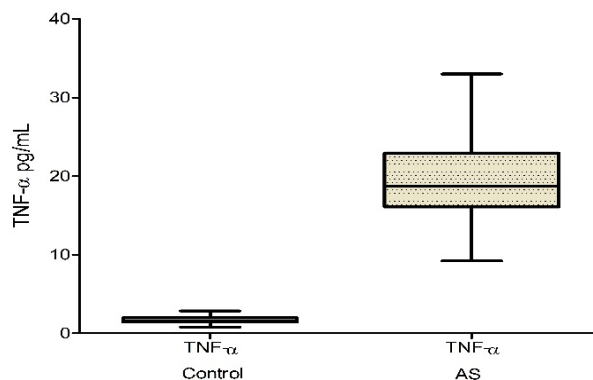 TNF-α pg/mL
40
30
20
10
0
TNF-α
TNF-α
Control
AS